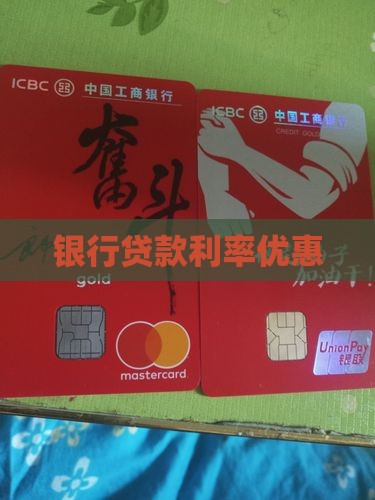 ICBC 中国工商银行
奋斗
gold
mastercard
ICBC 中国工商银行
CREDIT GOLD
加油干!
UnionPay
银联
银行贷款利率优惠